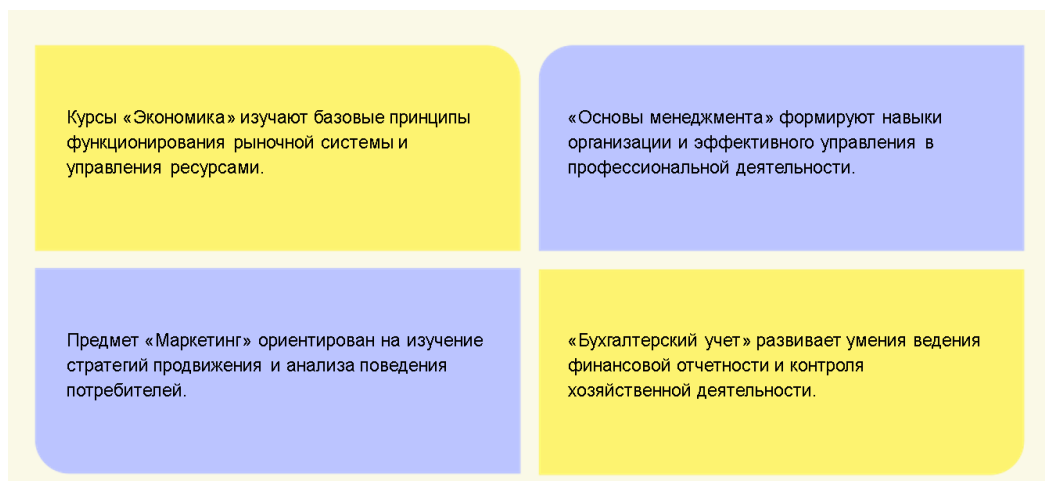 Курсы «Экономика» изучают базовые принципы
функционирования рыночной системы и
управления ресурсами.
«Основы менеджмента» формируют навыки
организации и эффективного управления в
профессиональной деятельности.
Предмет «Маркетинг» ориентирован на изучение
стратегий продвижения и анализа поведения
потребителей.
«Бухгалтерский учет» развивает умения ведения
финансовой отчетности и контроля
хозяйственной деятельности.